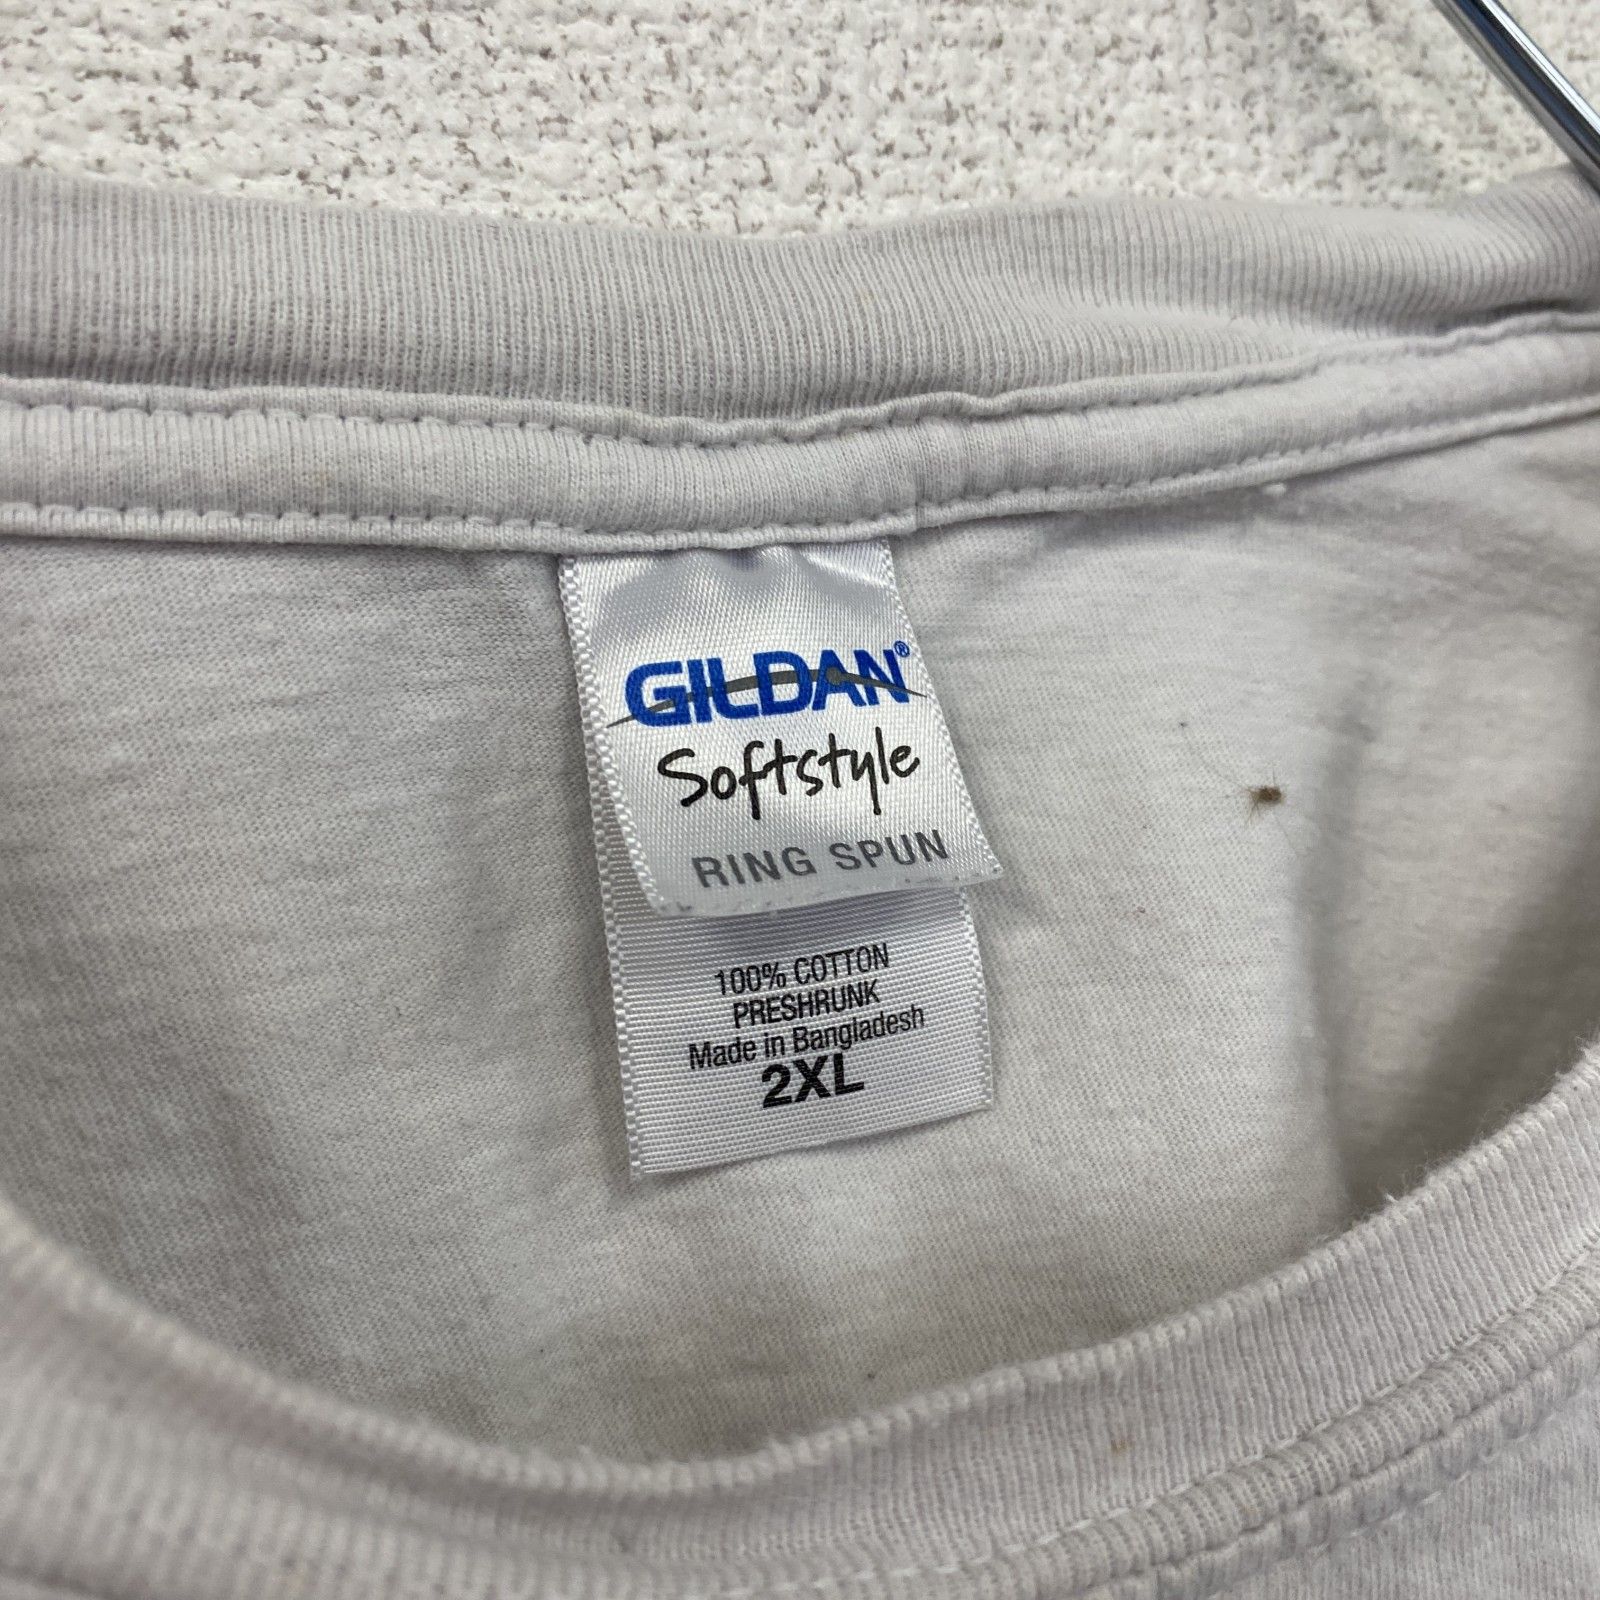 GILDAN®
Softstyle
RING SPUN
100% COTTON
PRESHRUNK
Made in Bangladesh
2XL